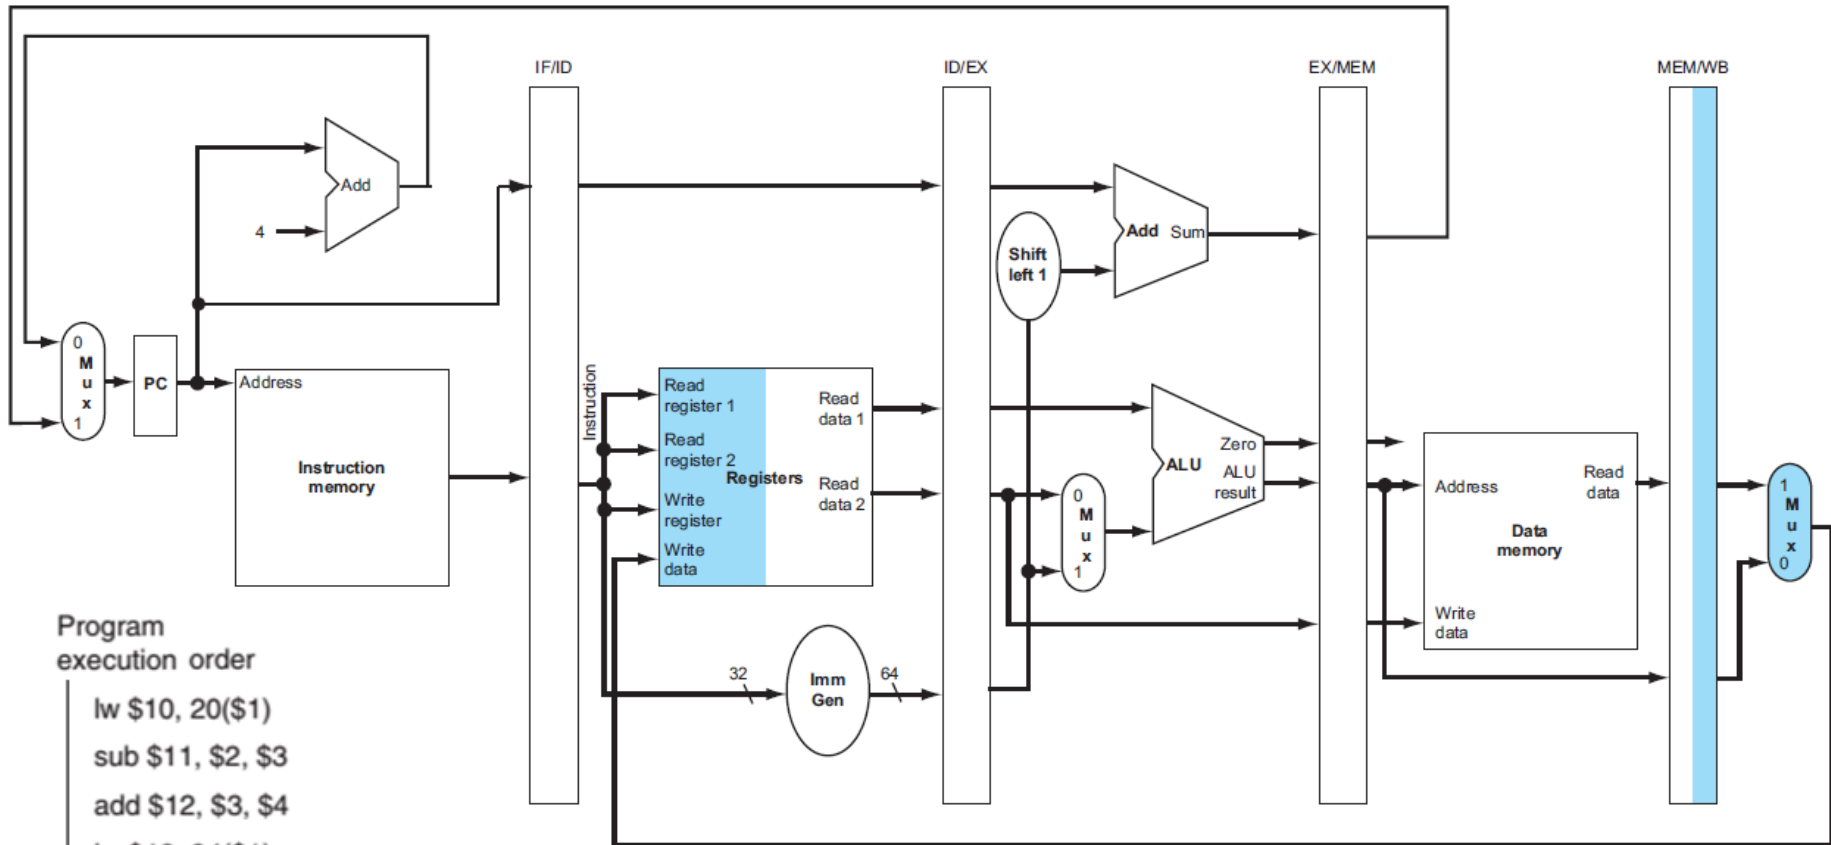 IF/ID
ID/EX
EX/MEM
MEM/WB
Add
4
Add Sum
Shift
left 1
0
M
u
x
1
PC
Address
Instruction
memory
Instruction
Read
register 1
Read
register 2
Write
register
Write
data
Registers
Read
data 1
Read
data 2
0
M
u
x
1
Zero
ALU
ALU
result
Address
Read
data
Data
memory
Write
data
1
M
u
x
0
32
Imm
Gen
64
Program
execution order
lw $10, 20($1)
sub $11, $2, $3
add $12, $3, $4